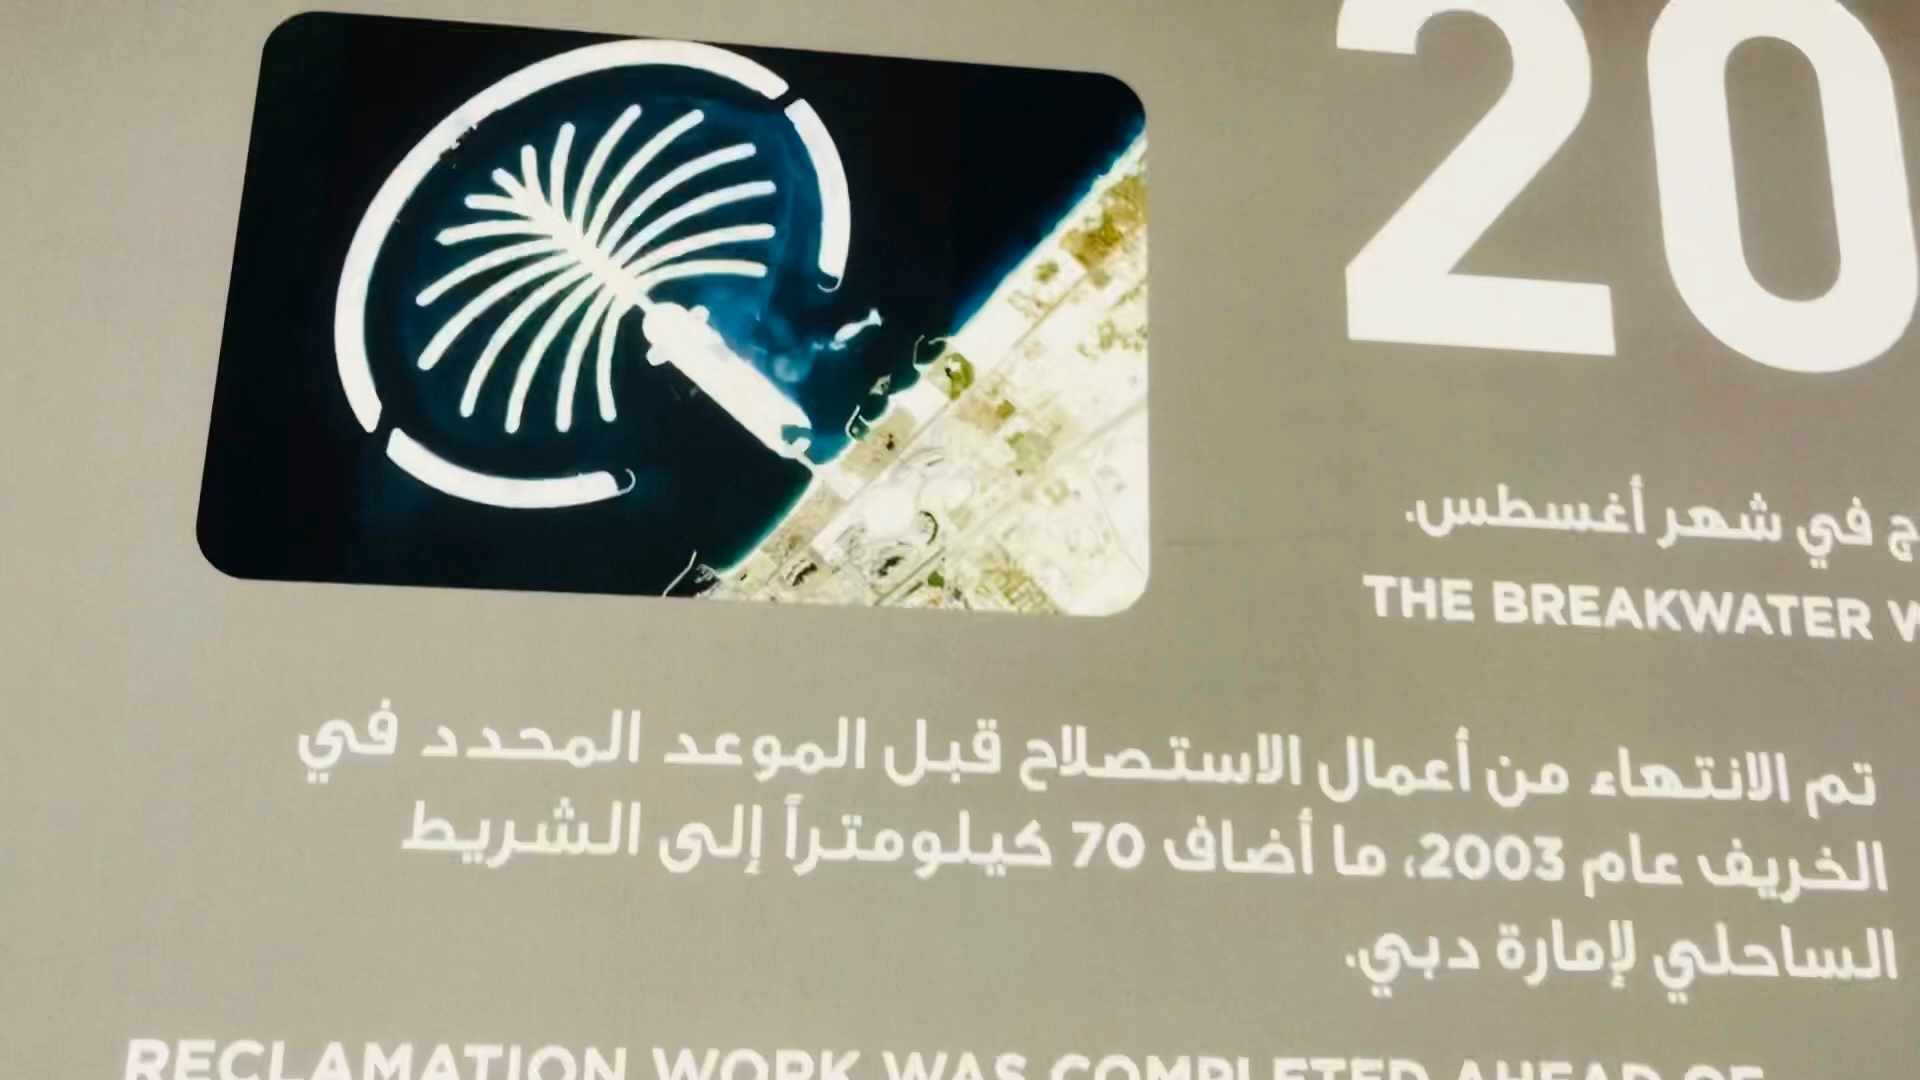 20
في شهر أغسطس.
THE BREAKWATER
تم الانتهاء من أعمال الاستصلاح قبل الموعد المحدد في
الخريف عام 2003، ما أضاف 70 كيلومتراً إلى الشريط
الساحلي لإمارة دبي.
RECLAMATION WORK WAS COMPLETED AHEAD OF